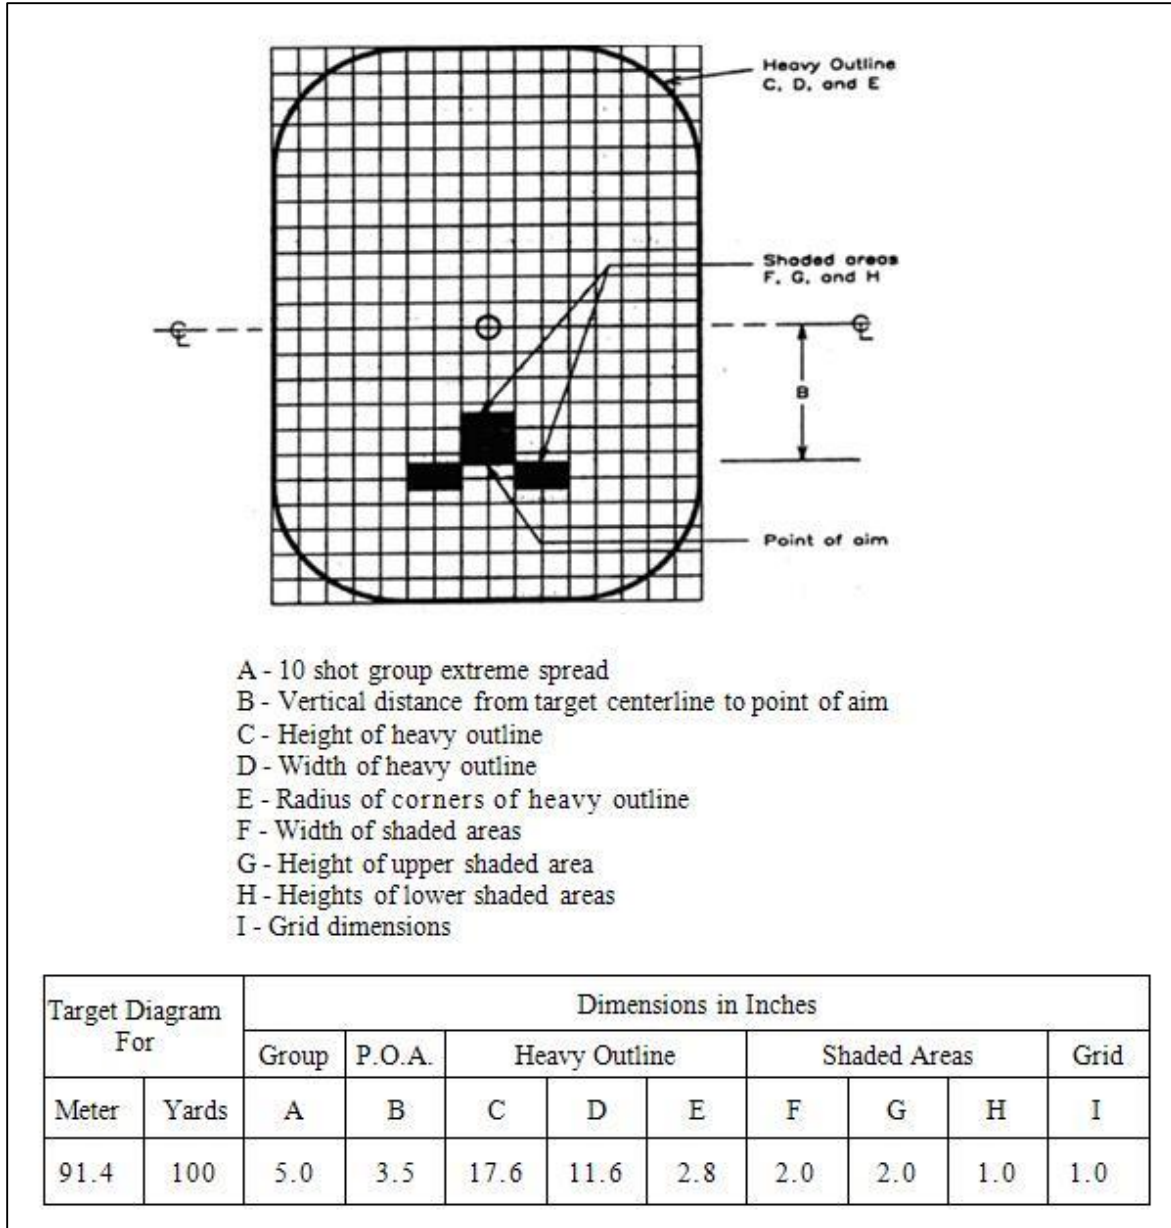 Heavy Outline
C, D, and E
Shaded areas
F, G, and H
℄
℄
B
Point of aim
A - 10 shot group extreme spread
B - Vertical distance from target centerline to point of aim
C - Height of heavy outline
D - Width of heavy outline
E - Radius of corners of heavy outline
F - Width of shaded areas
G - Height of upper shaded area
H - Heights of lower shaded areas
I - Grid dimensions
Target Diagram For Dimensions in Inches
Group P.O.A. Heavy Outline Shaded Areas Grid
Meter Yards A B C D E F G H I
91.4 100 5.0 3.5 17.6 11.6 2.8 2.0 2.0 1.0 1.0